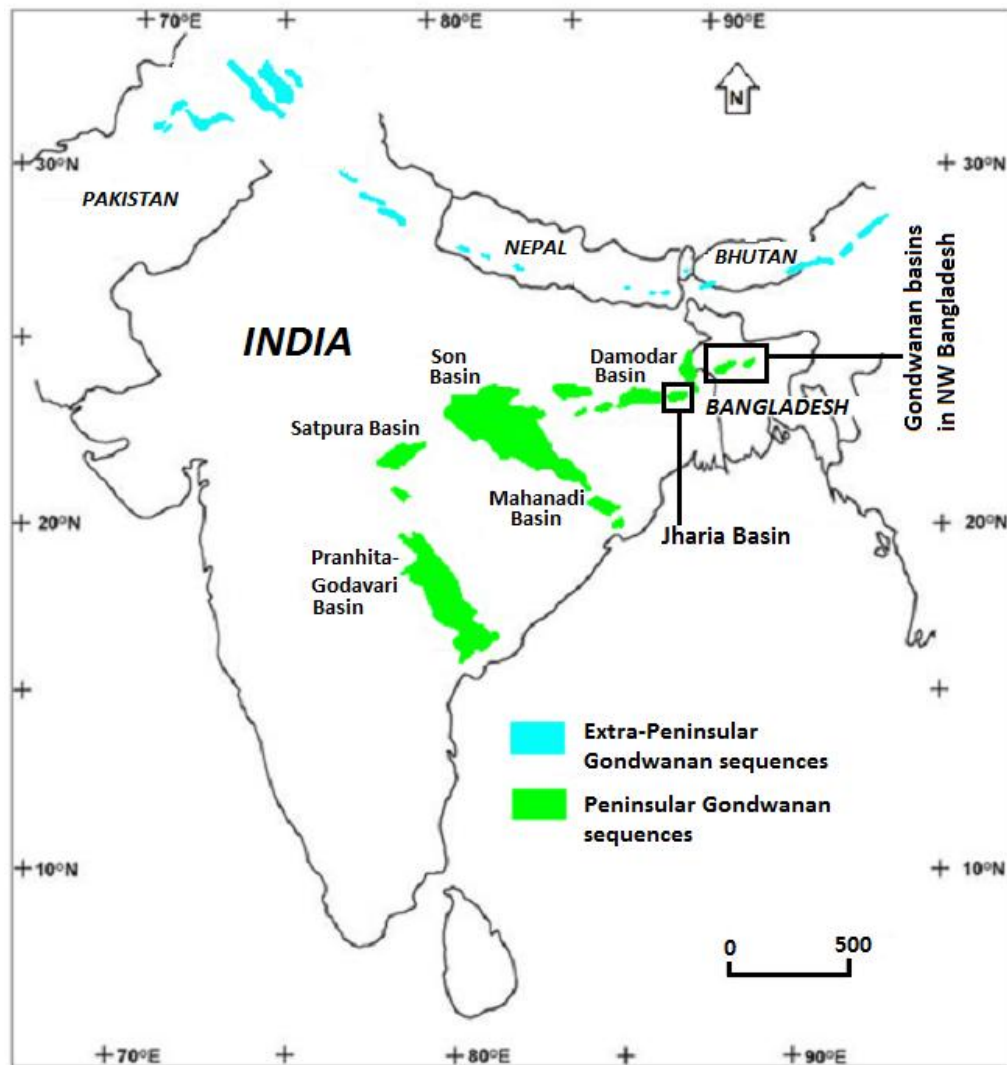 70°E
80°E
90°E
N
30°N
30°N
PAKISTAN
NEPAL
BHUTAN
Gondwanan basins
in NW Bangladesh
INDIA
Son
Basin
Damodar
Basin
BANGLADESH
Satpura Basin
Mahanadi
Basin
20°N
20°N
Jharia Basin
Pranhita-
Godavari
Basin
Extra-Peninsular
Gondwanan sequences
Peninsular Gondwanan
sequences
10°N
10°N
0
500
70°E
80°E
90°E